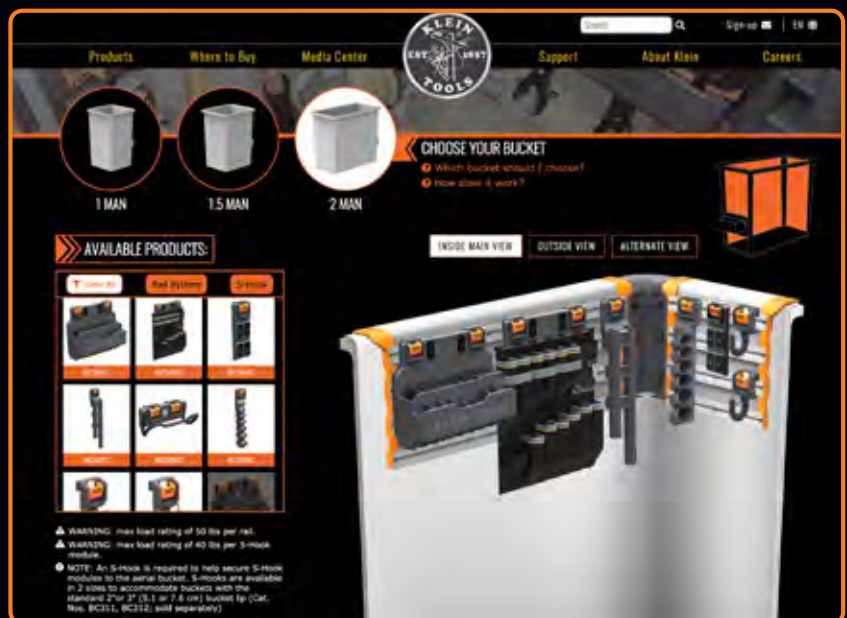 Search
Sign-up
EN
KLEIN
EST. 1857
TOOLS
Products
Where to Buy
Media Center
Support
About Klein
Careers
1 MAN
1.5 MAN
2 MAN
CHOOSE YOUR BUCKET
Which bucket should I choose?
How does it work?
AVAILABLE PRODUCTS:
View All
Rail System
S-Hook
INSIDE MAIN VIEW
OUTSIDE VIEW
ALTERNATE VIEW
WARNING: max load rating of 50 lbs per rail.
WARNING: max load rating of 40 lbs per S-Hook
module.
NOTE: An S-Hook is required to help secure S-Hook
modules to the aerial bucket. S-Hooks are available
in 2 sizes to accommodate buckets with the
standard 2"or 3" (5.1 or 7.6 cm) bucket lip (Cat.
Nos. BC311, BC312; sold separately)